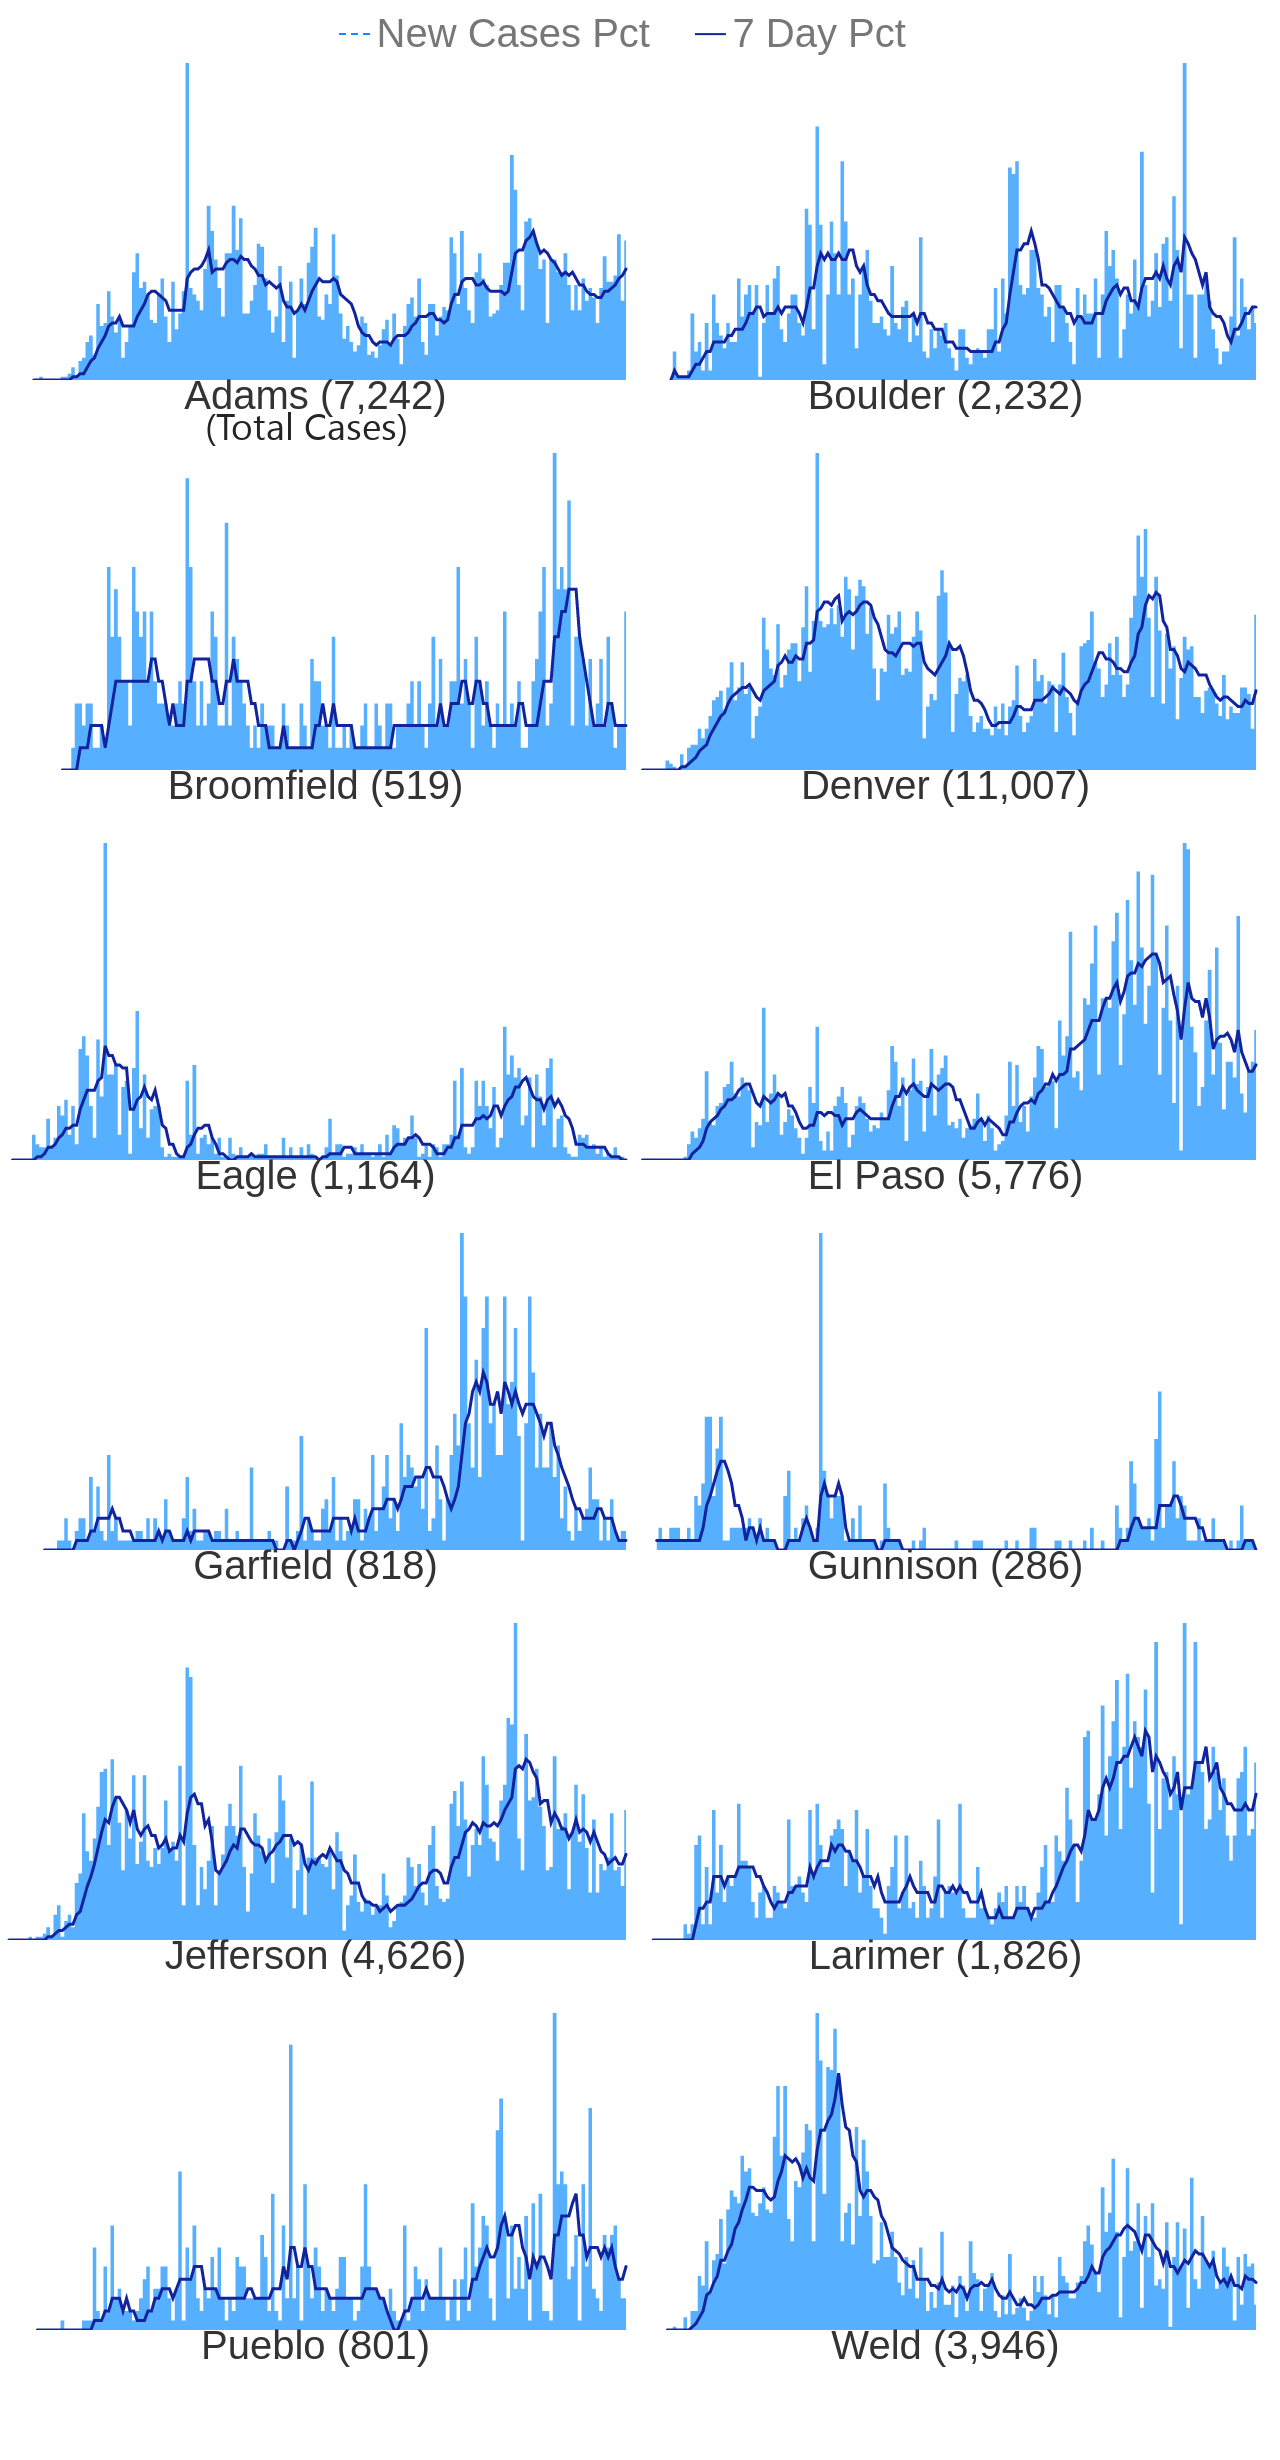 New Cases Pct 7 Day Pct
Adams (7,242) Boulder (2,232)
(Total Cases)
Broomfield (519) Denver (11,007)
Eagle (1,164) El Paso (5,776)
Garfield (818) Gunnison (286)
Jefferson (4,626) Larimer (1,826)
Pueblo (801) Weld (3,946)